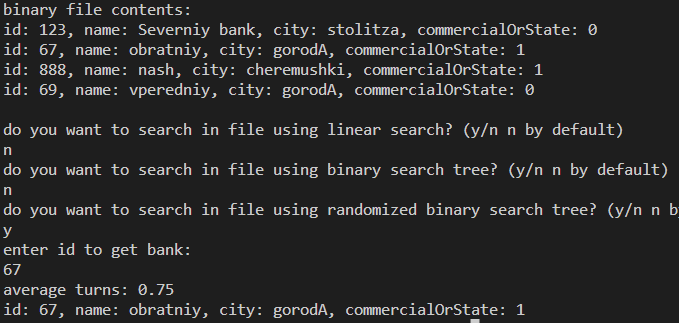 binary file contents:
id: 123, name: Severniy bank, city: stolitza, commercialOrState: 0
id: 67, name: obratniy, city: gorodA, commercialOrState: 1
id: 888, name: nash, city: cheremushki, commercialOrState: 1
id: 69, name: vperedniy, city: gorodA, commercialOrState: 0
do you want to search in file using linear search? (y/n n by default)
n
do you want to search in file using binary search tree? (y/n n by default)
n
do you want to search in file using randomized binary search tree? (y/n n
y
enter id to get bank:
67
average turns: 0.75
id: 67, name: obratniy, city: gorodA, commercialOrState: 1